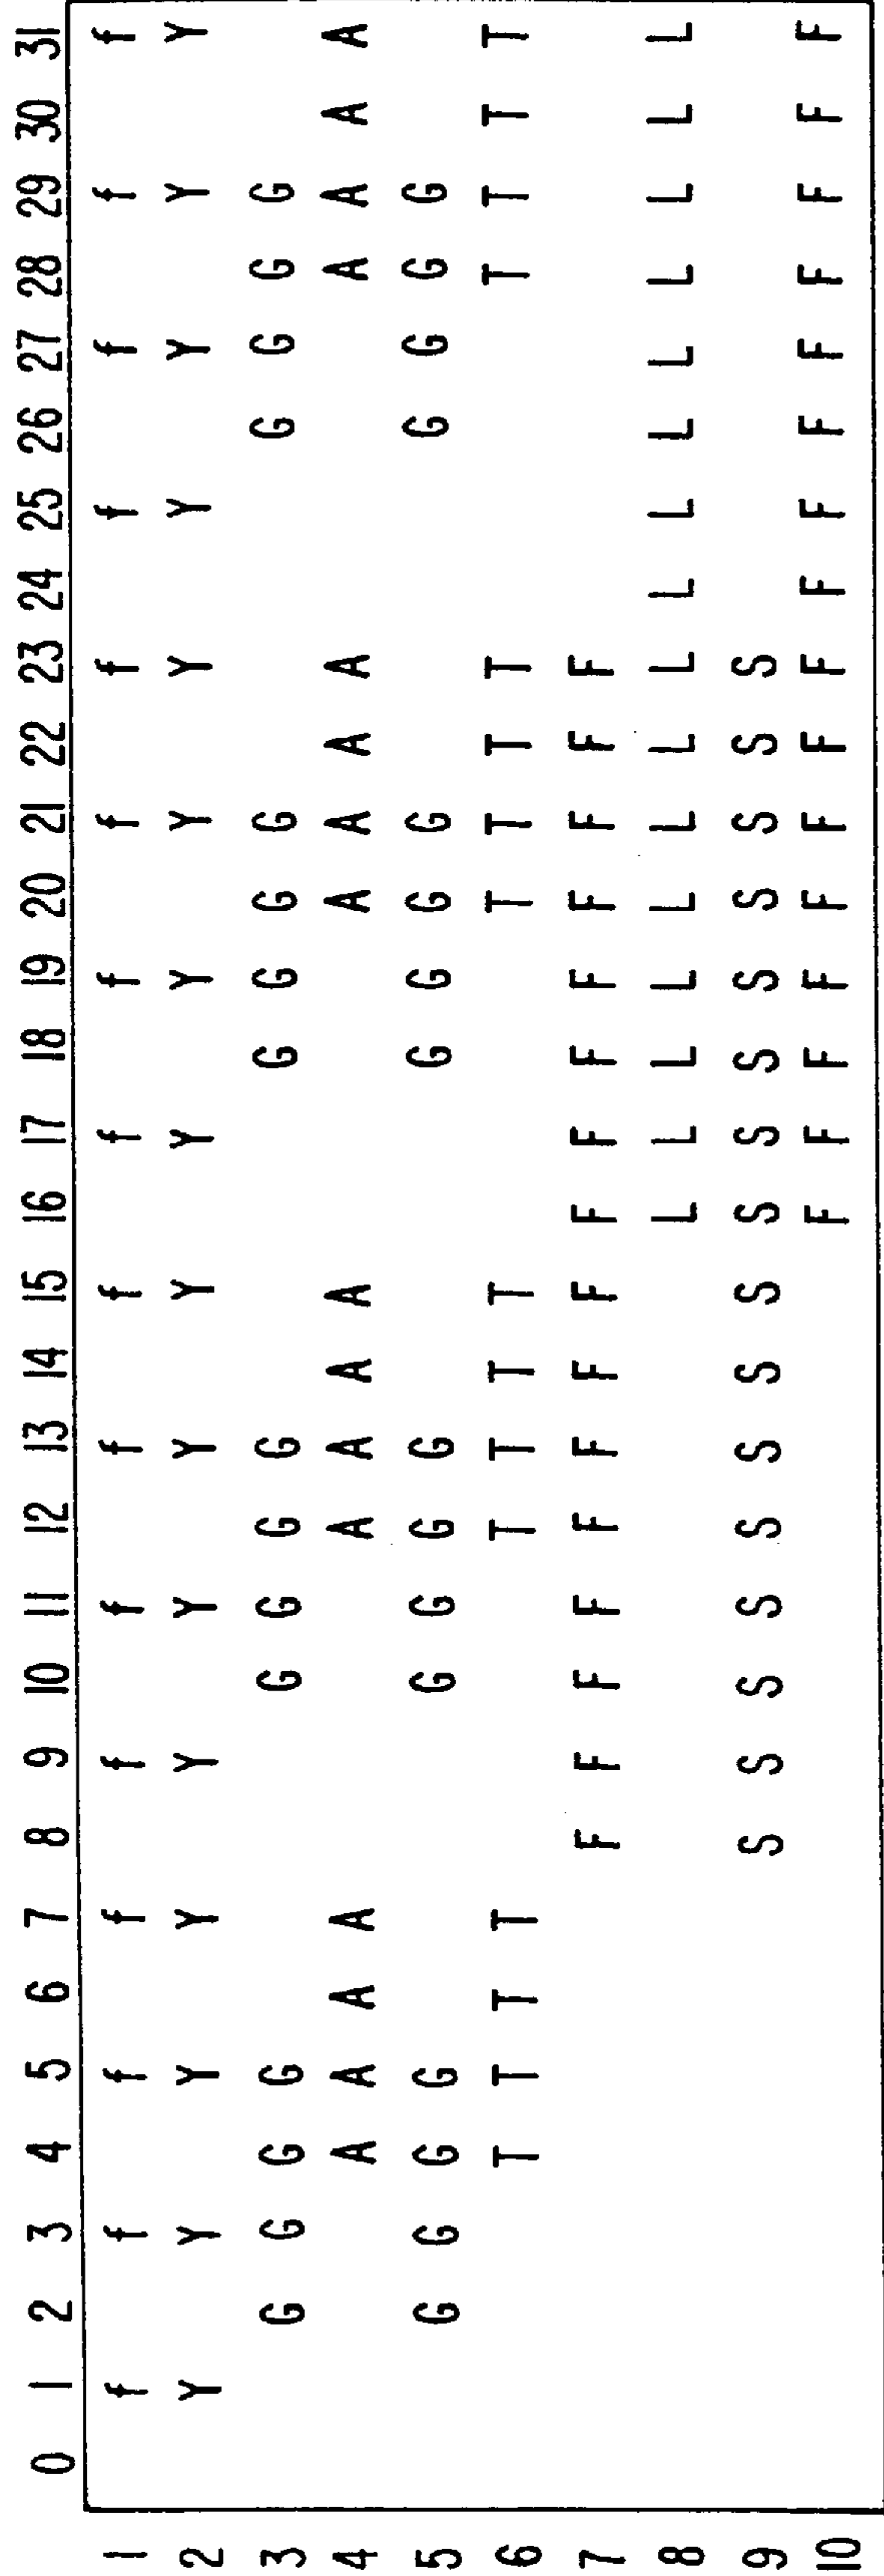 0 1 2 3 4 5 6 7 8 9 10 11 12 13 14 15 16 17 18 19 20 21 22 23 24 25 26 27 28 29 30 31
1 f f f f f f f f f f f f f f f f
2 Y Y Y Y Y Y Y Y Y Y Y Y Y Y Y Y
3 G G G G G G G G G G G G G G G G
4 A A A A A A A A A A A A A A A A
5 G G G G G G G G G G G G G G G G
6 T T T T T T T T T T T T T T T T
7 F F F F F F F F F F F F F F F F
8 L L L L L L L L L L L L L L L L
9 S S S S S S S S S S S S S S S S
10 F F F F F F F F F F F F F F F F